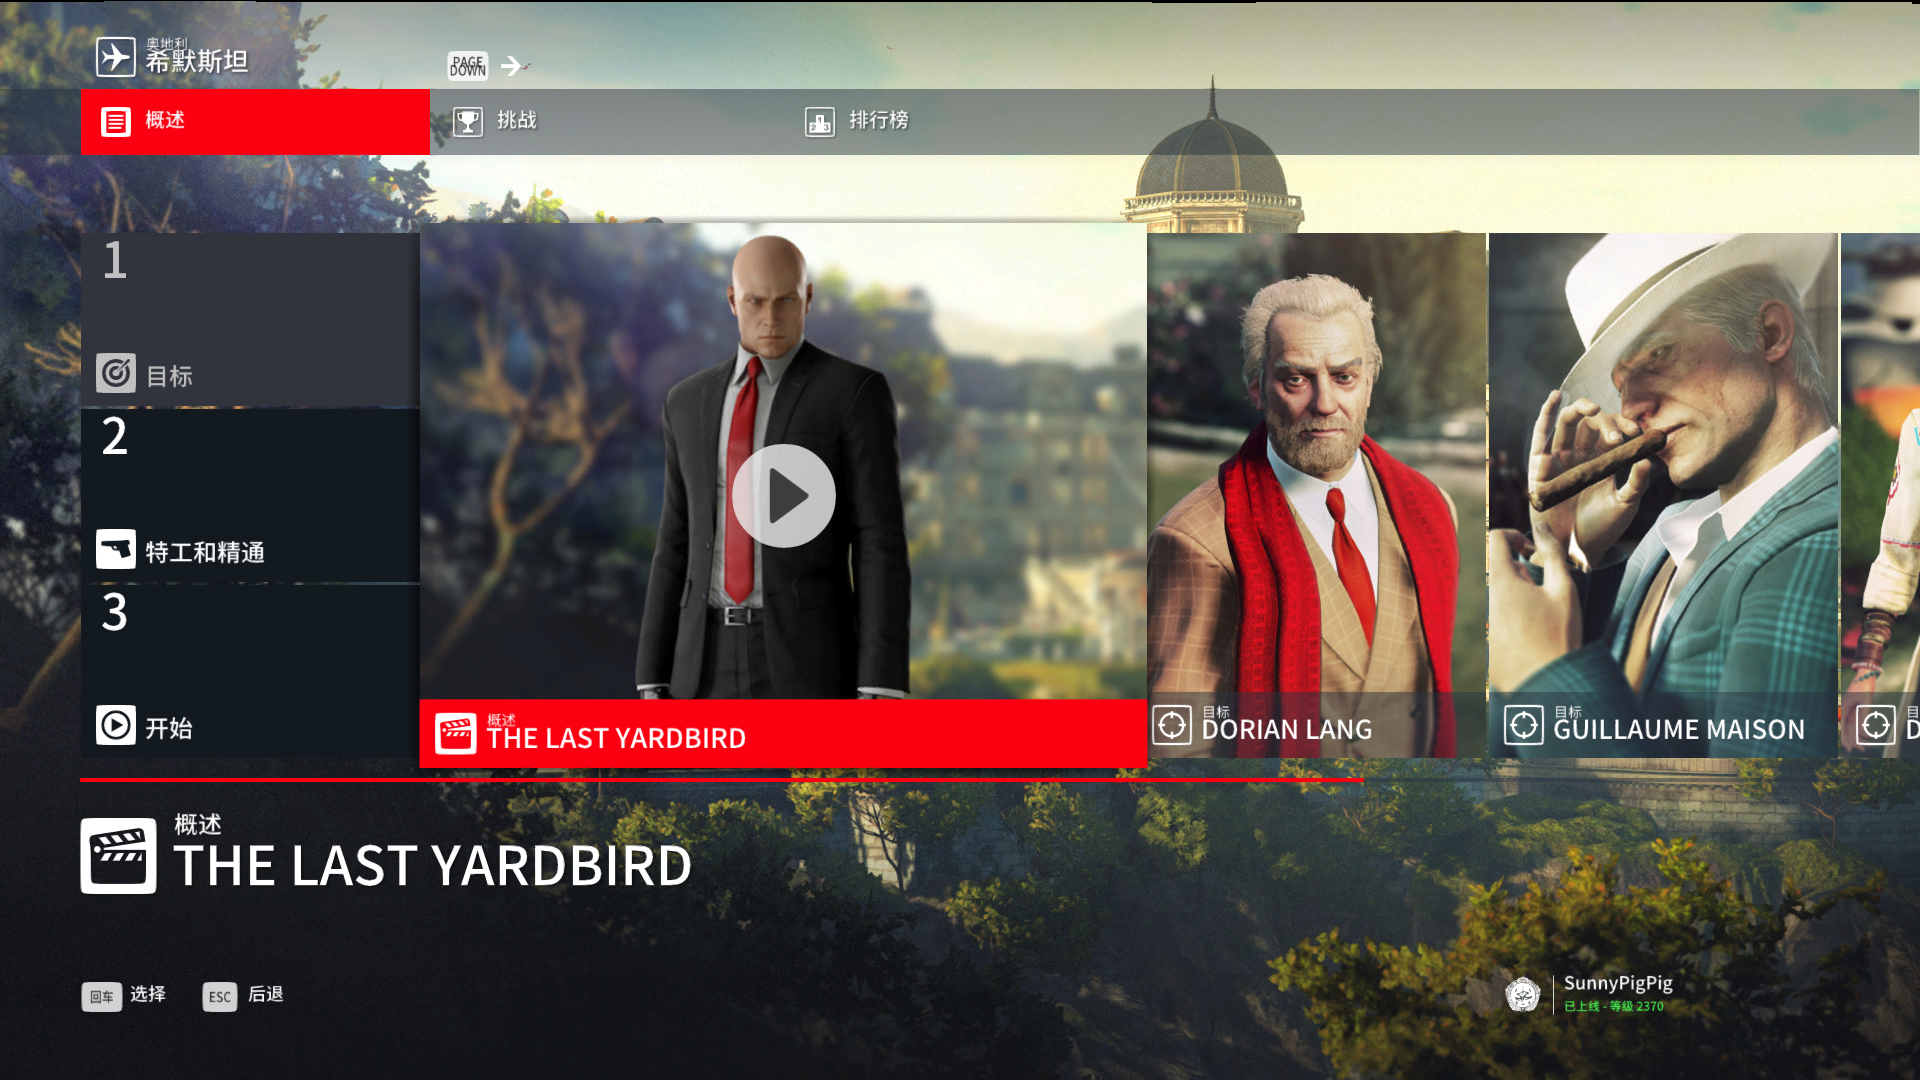 奥地利
希默斯坦
PAGE DOWN
概述
挑战
排行榜
1
目标
2
特工和精通
3
开始
概述
THE LAST YARDBIRD
目标
DORIAN LANG
目标
GUILLAUME MAISON
目
D
概述
THE LAST YARDBIRD
回车 选择
ESC 后退
SunnyPigPig
已上线 - 等级 2370